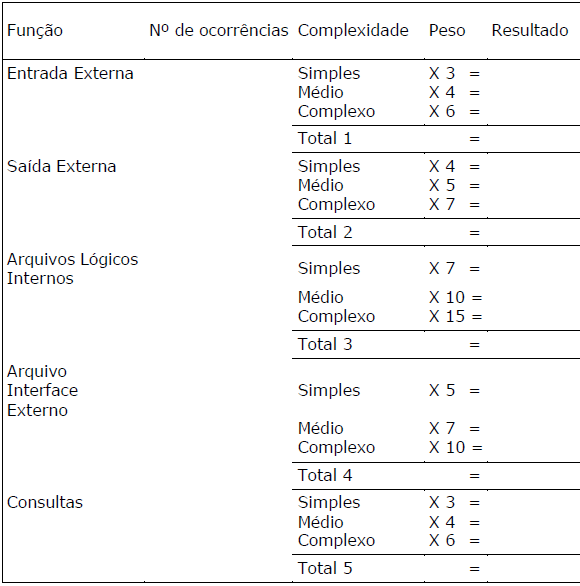 Função Nº de ocorrências Complexidade Peso Resultado
Entrada Externa Simples X 3 =
Médio X 4 =
Complexo X 6 =
Total 1 =
Saída Externa Simples X 4 =
Médio X 5 =
Complexo X 7 =
Total 2 =
Arquivos Lógicos
Internos Simples X 7 =
Médio X 10 =
Complexo X 15 =
Total 3 =
Arquivo
Interface Simples X 5 =
Externo
Médio X 7 =
Complexo X 10 =
Total 4 =
Consultas Simples X 3 =
Médio X 4 =
Complexo X 6 =
Total 5 =